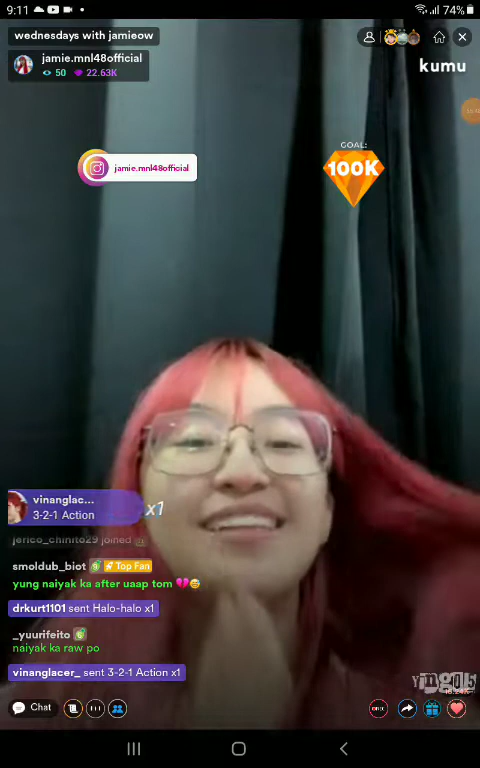 9:11
74%
wednesdays with jamieow
jamie.mnl48official
50 22.63K
kumu
GOAL:
100K
jamie.mnl48official
vinanglac...
3-2-1 Action
x1
jerico_chinito29 joined
smoldub_biot Top Fan
yung naiyak ka after uaap tom
drkurt1101 sent Halo-halo x1
_yuurifeito
naiyak ka raw po
vinanglacer_ sent 3-2-1 Action x1
Chat